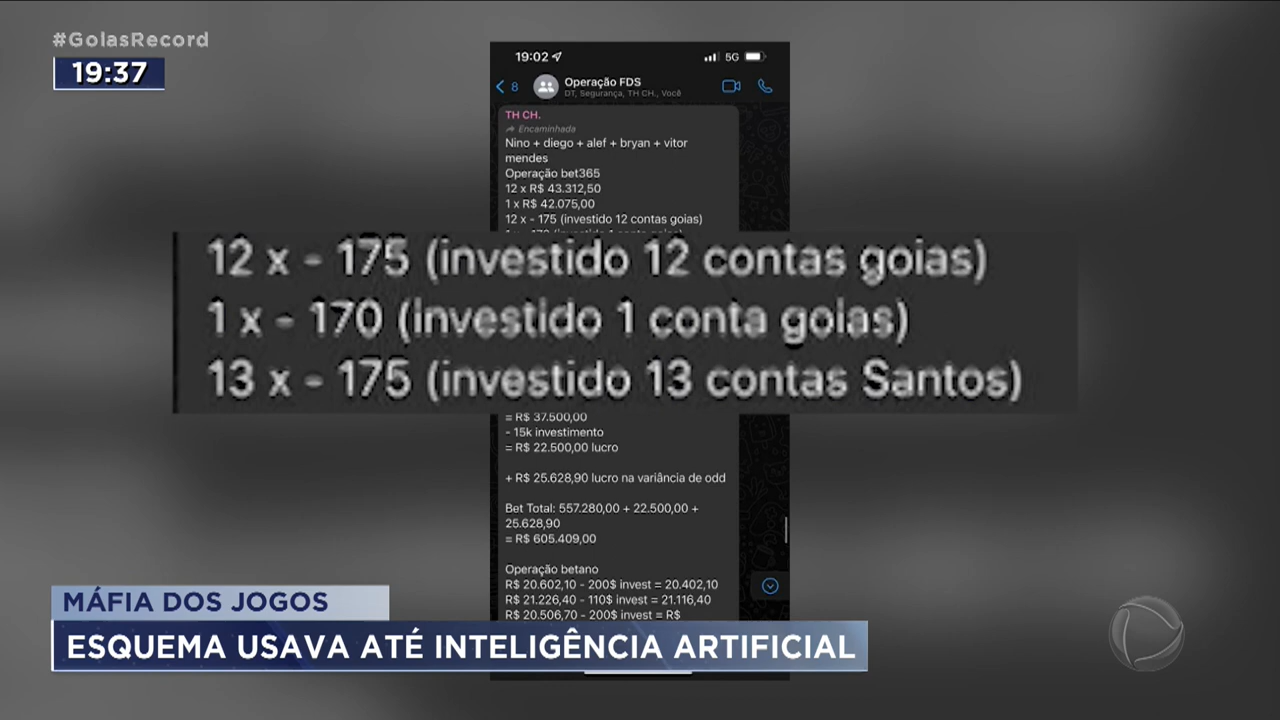 #GoiásRecord
19:37
19:02
5G
8
Operação FDS
DT, Segurança, TH CH., Você
TH CH.
Encaminhada
Nino + diego + alef + bryan + vitor
mendes
Operação bet365
12 x R$ 43.312,50
1 x R$ 42.075,00
12 x - 175 (investido 12 contas goias)
12 x - 175 (investido 12 contas goias)
1 x - 170 (investido 1 conta goias)
13 x - 175 (investido 13 contas Santos)
= R$ 37.500,00
- 15k investimento
= R$ 22.500,00 lucro
+ R$ 25.628,90 lucro na variância de odd
Bet Total: 557.280,00 + 22.500,00 +
25.628,90
= R$ 605.409,00
Operação betano
R$ 20.602,10 - 200$ invest = 20.402,10
R$ 21.226,40 - 110$ invest = 21.116,40
R$ 20.506,70 - 200$ invest = R$
MÁFIA DOS JOGOS
ESQUEMA USAVA ATÉ INTELIGÊNCIA ARTIFICIAL